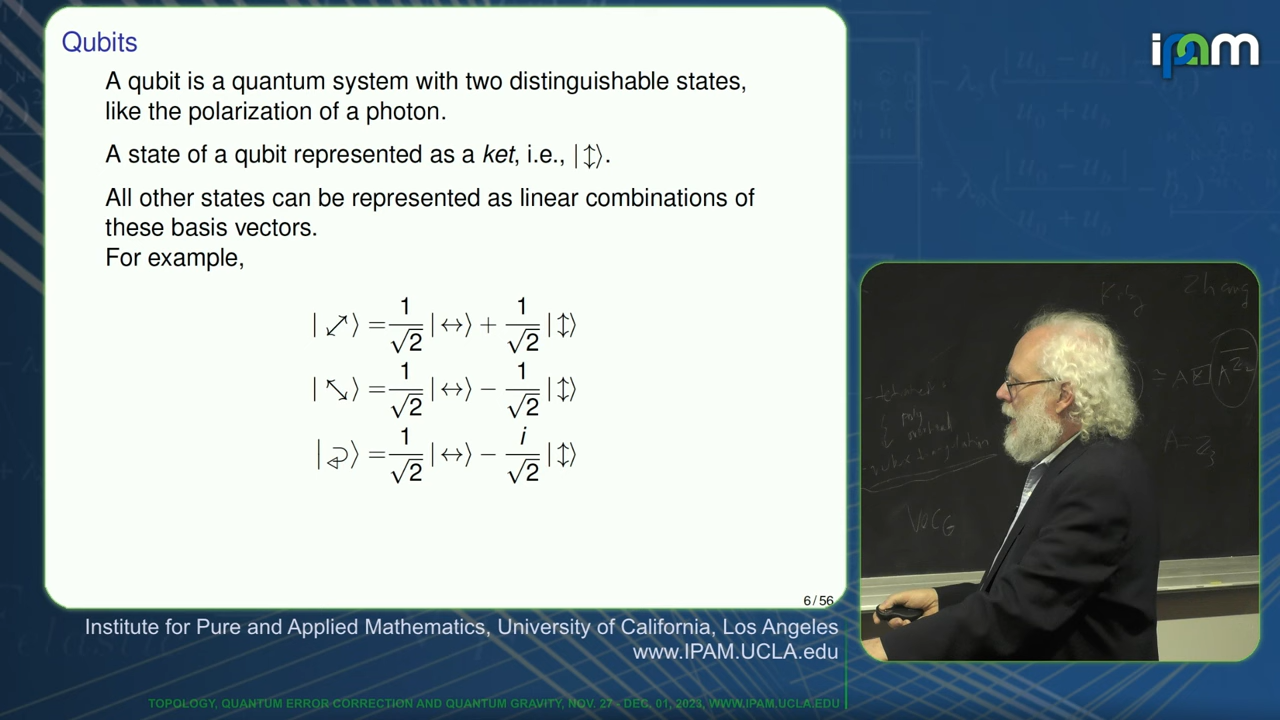 Qubits
A qubit is a quantum system with two distinguishable states,
like the polarization of a photon.
A state of a qubit represented as a ket, i.e., |↕⟩.
All other states can be represented as linear combinations of
these basis vectors.
For example,
|⤢⟩ = 1/√2 |↔⟩ + 1/√2 |↕⟩
|⤡⟩ = 1/√2 |↔⟩ − 1/√2 |↕⟩
|⮌⟩ = 1/√2 |↔⟩ − i/√2 |↕⟩
6 / 56
ipam
Zhang
VOCG
Institute for Pure and Applied Mathematics, University of California, Los Angeles
www.IPAM.UCLA.edu
TOPOLOGY, QUANTUM ERROR CORRECTION AND QUANTUM GRAVITY, NOV. 27 - DEC. 01, 2023, WWW.IPAM.UCLA.EDU